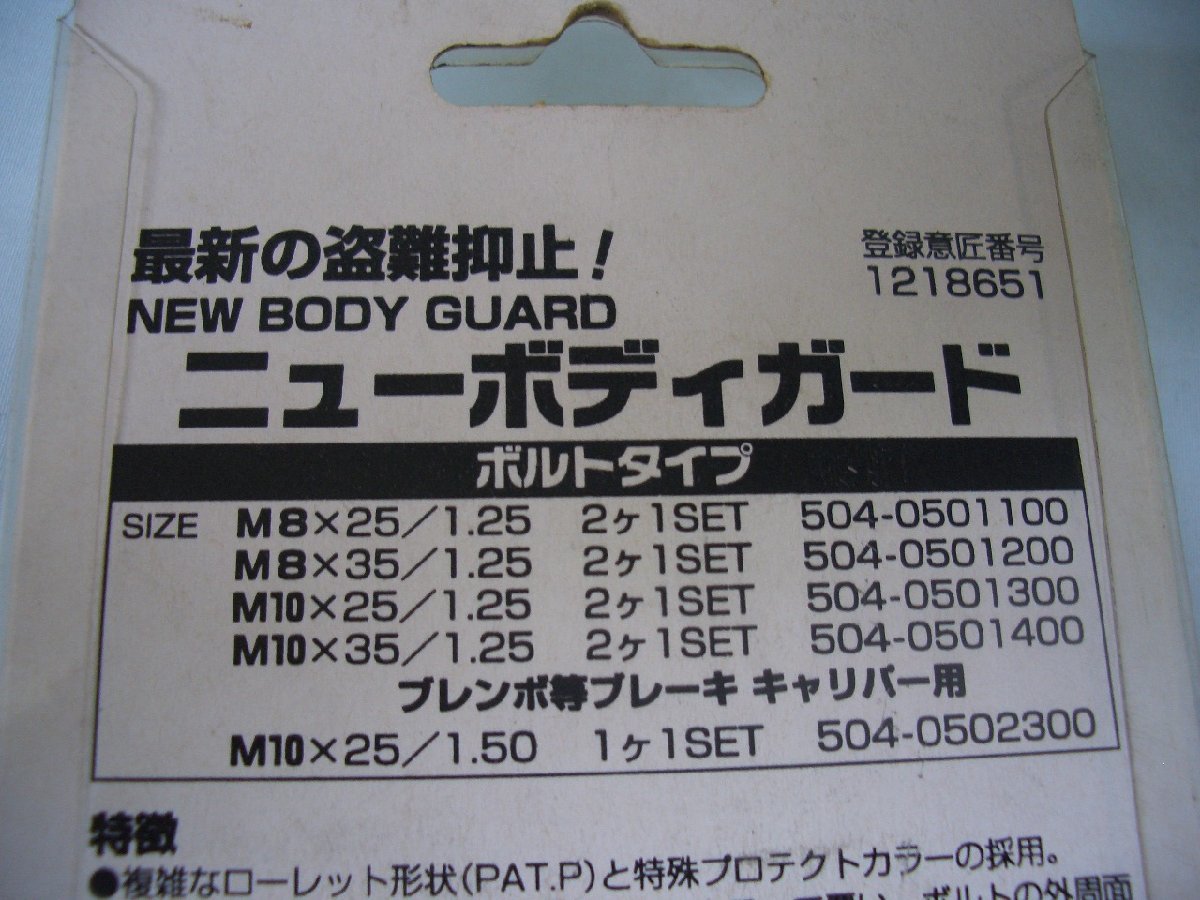 最新の盗難抑止!
登録意匠番号
1218651
NEW BODY GUARD
ニューボディガード
ボルトタイプ
SIZE M8×25/1.25 2ヶ1SET 504-0501100
M8×35/1.25 2ヶ1SET 504-0501200
M10×25/1.25 2ヶ1SET 504-0501300
M10×35/1.25 2ヶ1SET 504-0501400
ブレンボ等ブレーキ キャリパー用
M10×25/1.50 1ヶ1SET 504-0502300
特徴
●複雑なローレット形状(PAT.P)と特殊プロテクトカラーの採用。
ボルトの外周面